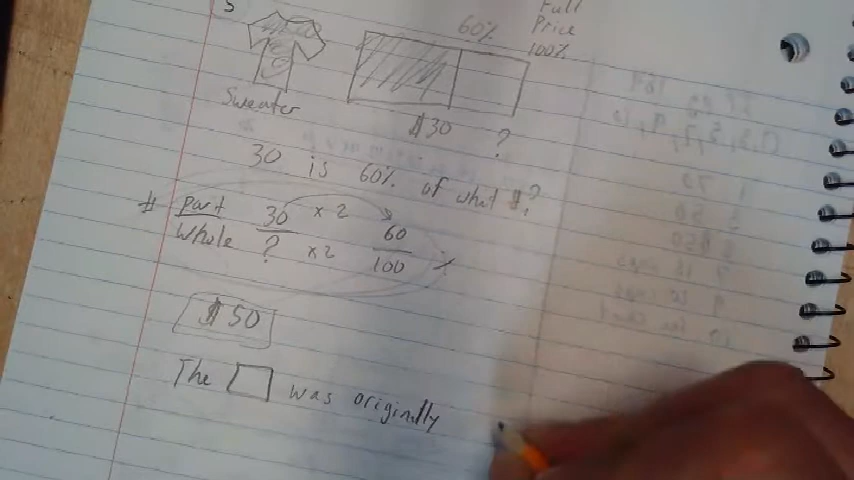 Full
60% Price
100%
Sweater
$30 ?
30 is 60% of what $?
# part 30 x 2 60
whole ? x2 100 %
$50
The was originally